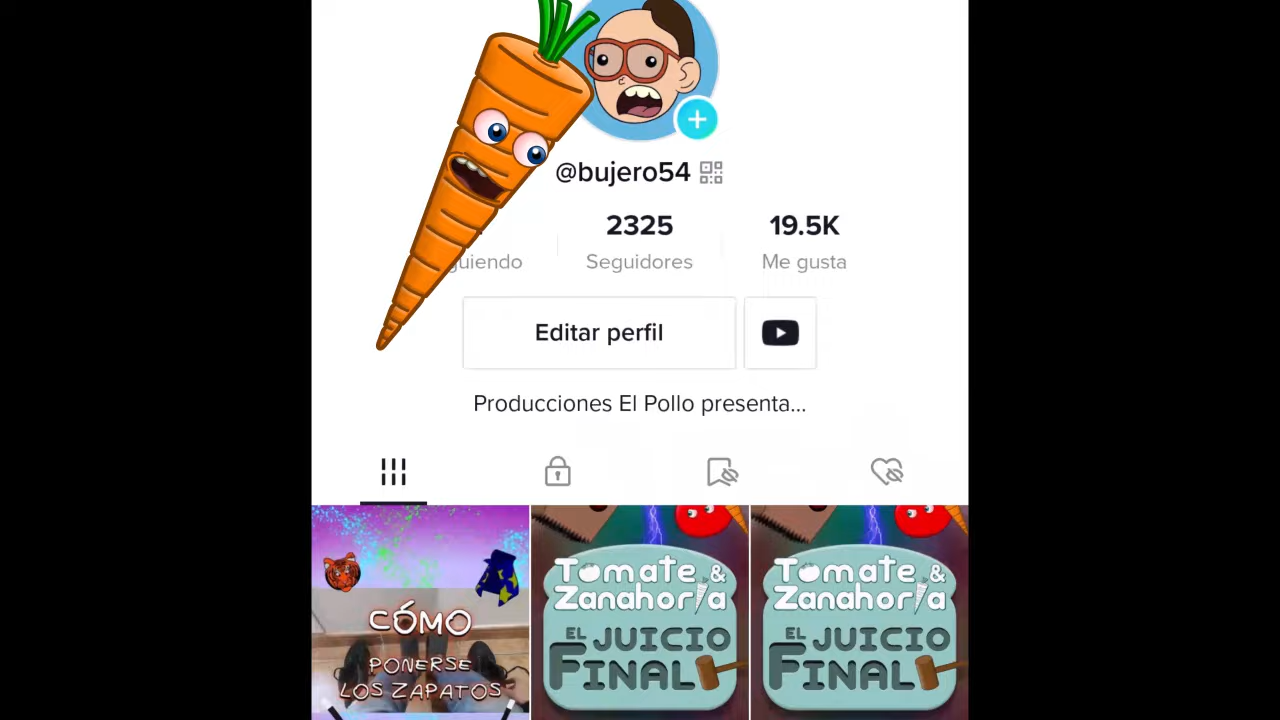 @bujero54
2325
19.5K
guiendo
Seguidores
Me gusta
Editar perfil
Producciones El Pollo presenta...
CÓMO
PONERSE
LOS ZAPATOS
Tomate &
Zanahoria
EL JUICIO
FINAL
Tomate &
Zanahoria
EL JUICIO
FINAL